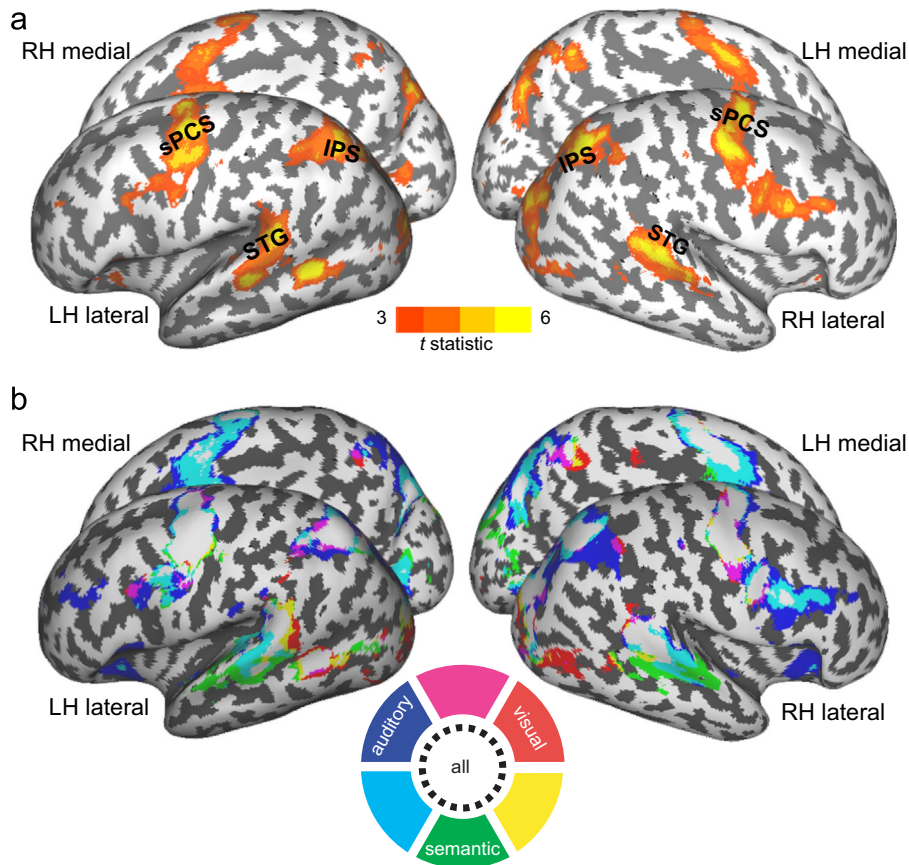 a
RH medial
LH medial
sPCS
IPS
STG
sPCS
IPS
STG
LH lateral
RH lateral
3
6
t statistic
b
RH medial
LH medial
LH lateral
RH lateral
auditory
visual
all
semantic